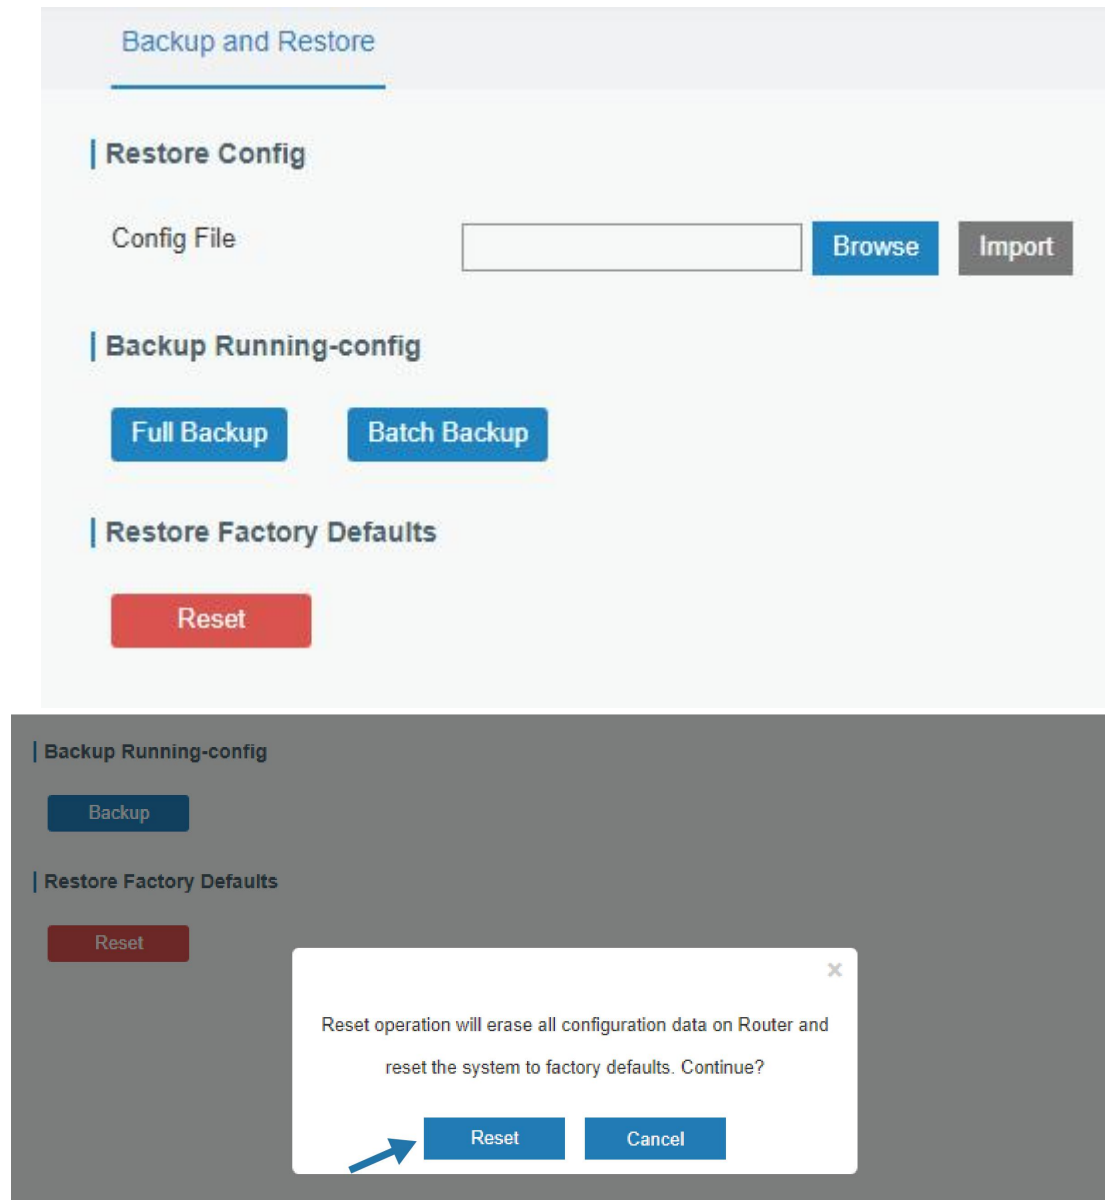 Backup and Restore
Restore Config
Config File
Browse Import
Backup Running-config
Full Backup Batch Backup
Restore Factory Defaults
Reset
Backup Running-config
Backup
Restore Factory Defaults
Reset
×
Reset operation will erase all configuration data on Router and
reset the system to factory defaults. Continue?
Reset Cancel